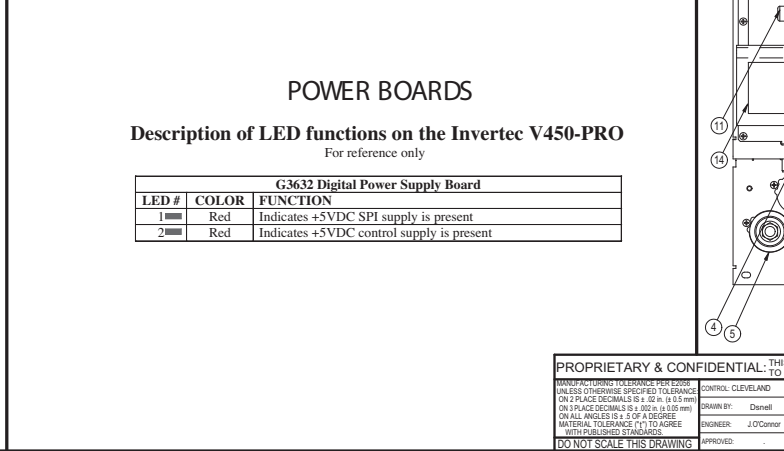 POWER BOARDS
Description of LED functions on the Invertec V450-PRO
For reference only
G3632 Digital Power Supply Board
LED # COLOR FUNCTION
1 Red Indicates +5VDC SPI supply is present
2 Red Indicates +5VDC control supply is present
11
14
4
5
PROPRIETARY & CONFIDENTIAL: THI
TO
MANUFACTURING TOLERANCE PER E2056
UNLESS OTHERWISE SPECIFIED TOLERANCE:
ON 2 PLACE DECIMALS IS ± .02 in. (± 0.5 mm)
ON 3 PLACE DECIMALS IS ± .002 in. (± 0.05 mm)
ON ALL ANGLES IS ± .5 OF A DEGREE
MATERIAL TOLERANCE ("t") TO AGREE
WITH PUBLISHED STANDARDS.
DO NOT SCALE THIS DRAWING
CONTROL: CLEVELAND
DRAWN BY: Dsnell
ENGINEER: J.O'Connor
APPROVED: -